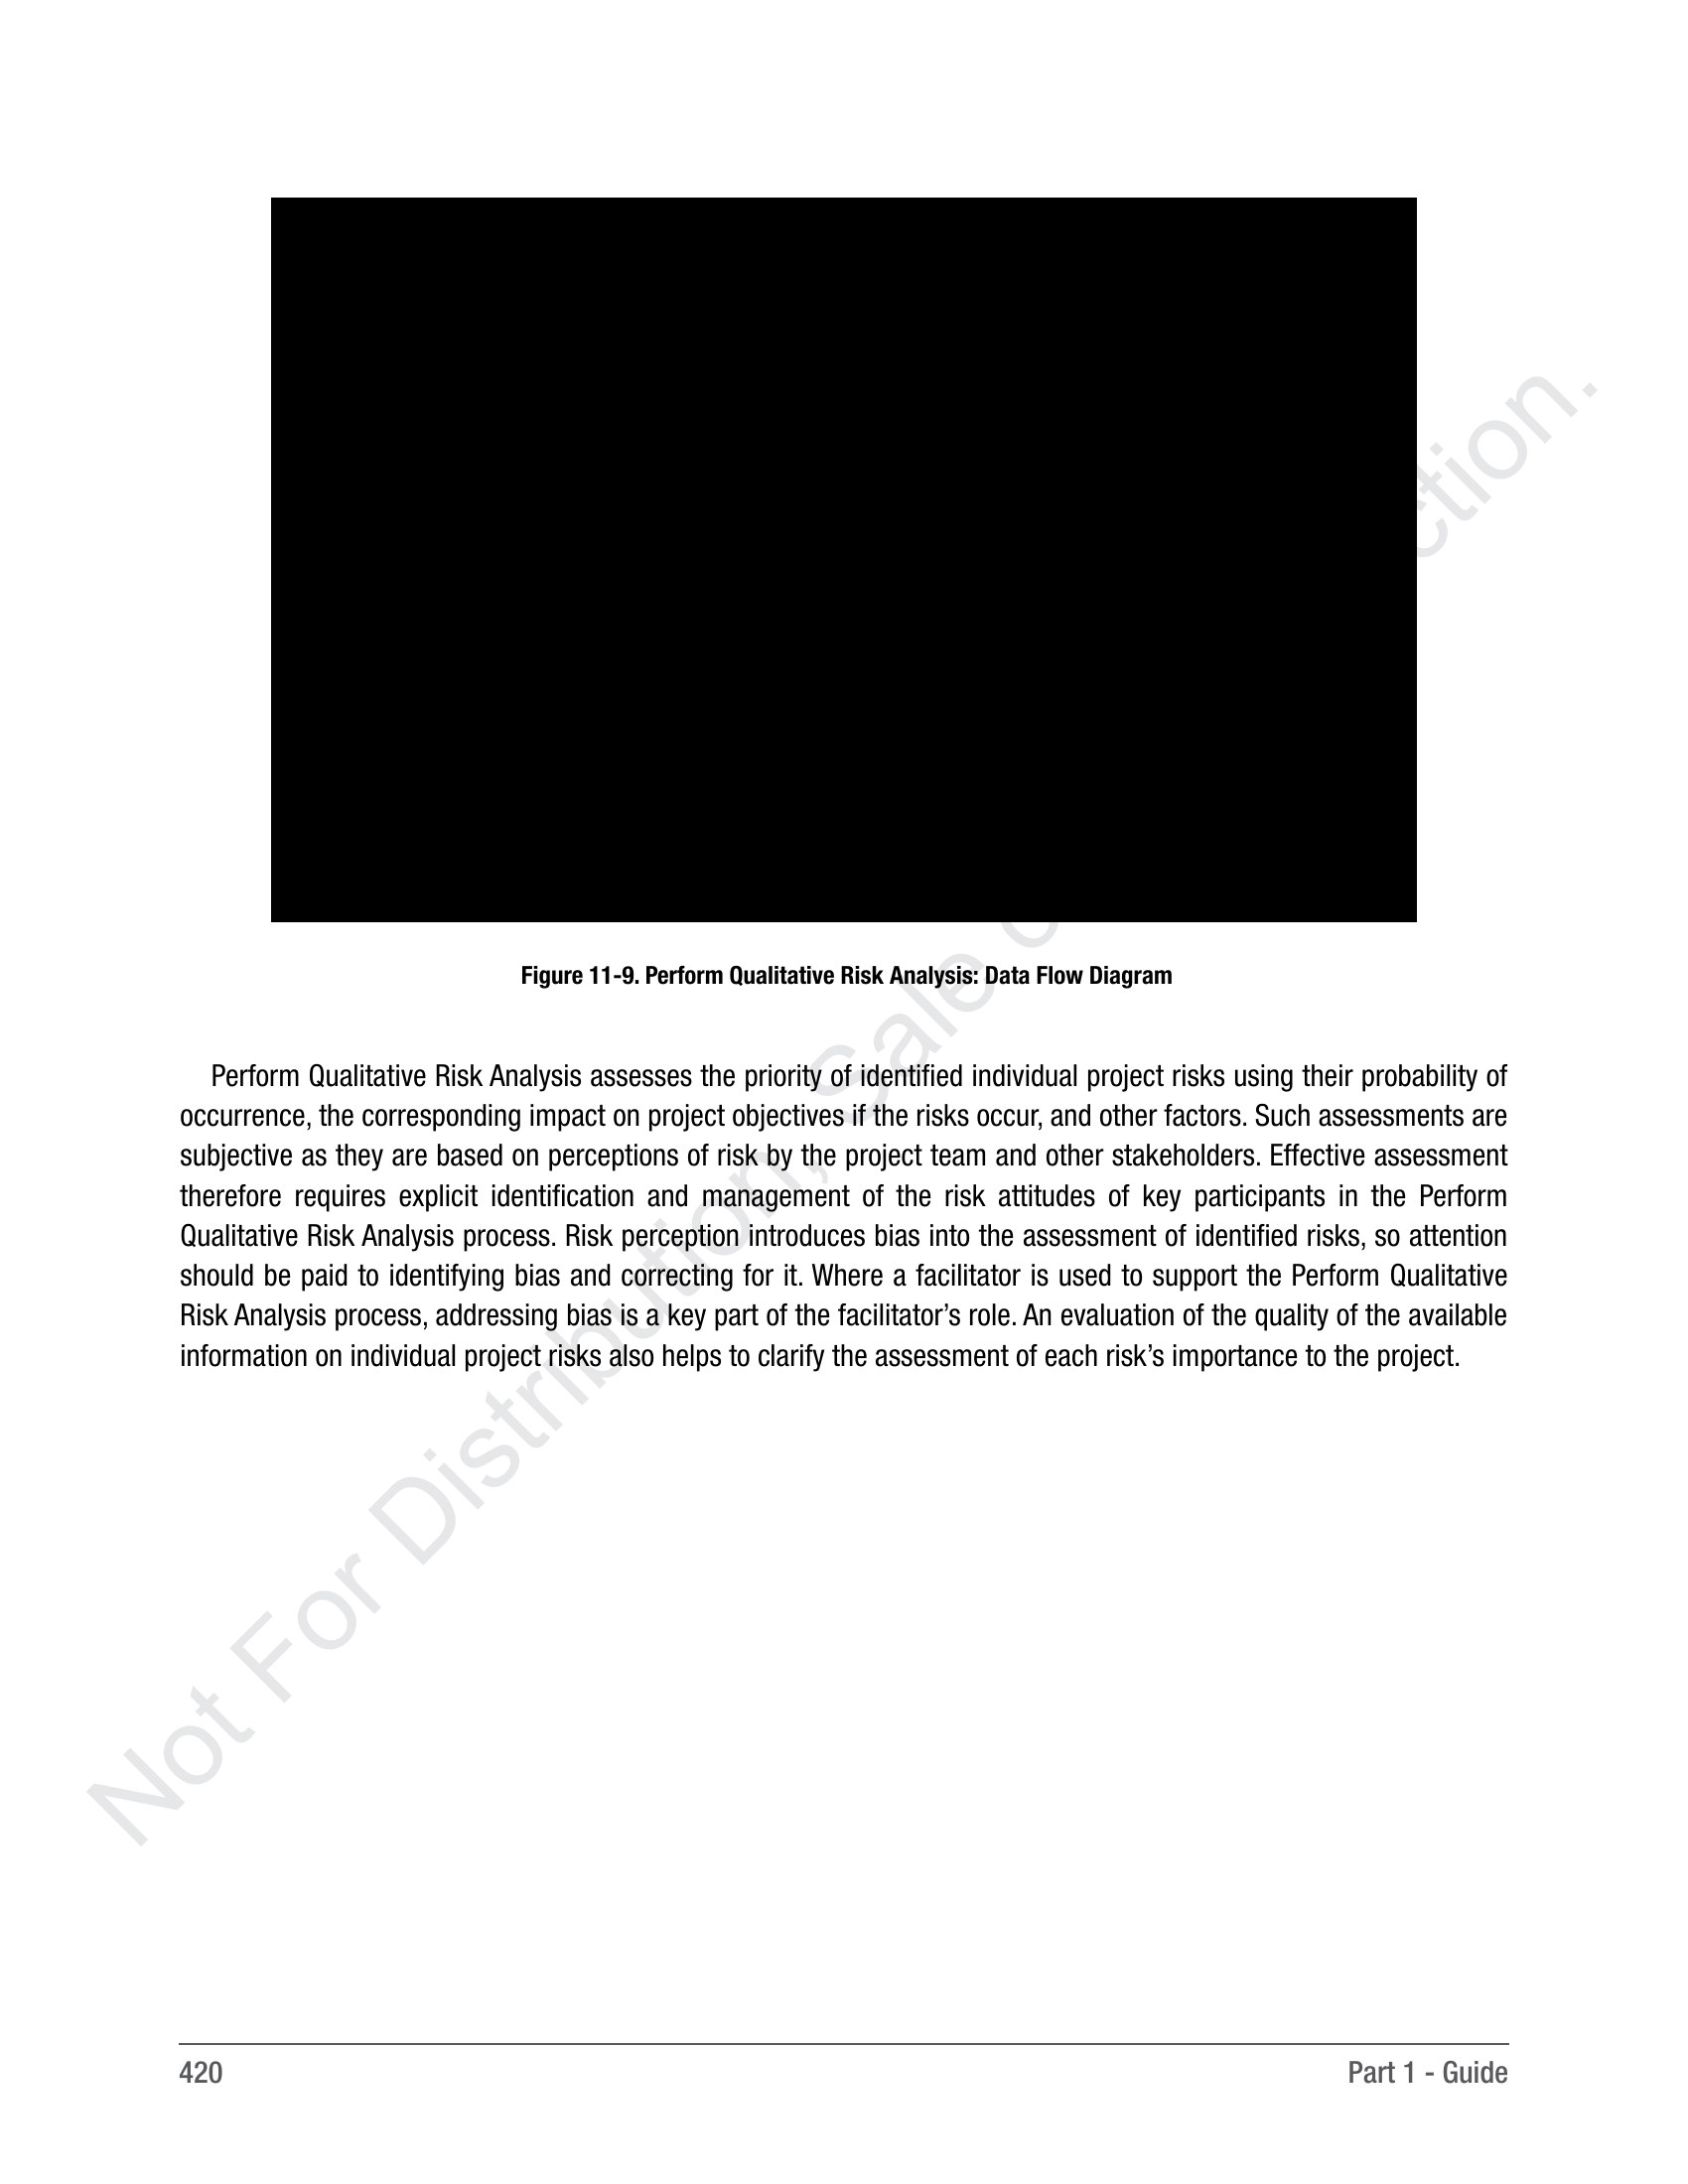 Figure 11-9. Perform Qualitative Risk Analysis: Data Flow Diagram
Perform Qualitative Risk Analysis assesses the priority of identified individual project risks using their probability of
occurrence, the corresponding impact on project objectives if the risks occur, and other factors. Such assessments are
subjective as they are based on perceptions of risk by the project team and other stakeholders. Effective assessment
therefore requires explicit identification and management of the risk attitudes of key participants in the Perform
Qualitative Risk Analysis process. Risk perception introduces bias into the assessment of identified risks, so attention
should be paid to identifying bias and correcting for it. Where a facilitator is used to support the Perform Qualitative
Risk Analysis process, addressing bias is a key part of the facilitator’s role. An evaluation of the quality of the available
information on individual project risks also helps to clarify the assessment of each risk’s importance to the project.
Not For Distribution, Sale
420
Part 1 - Guide